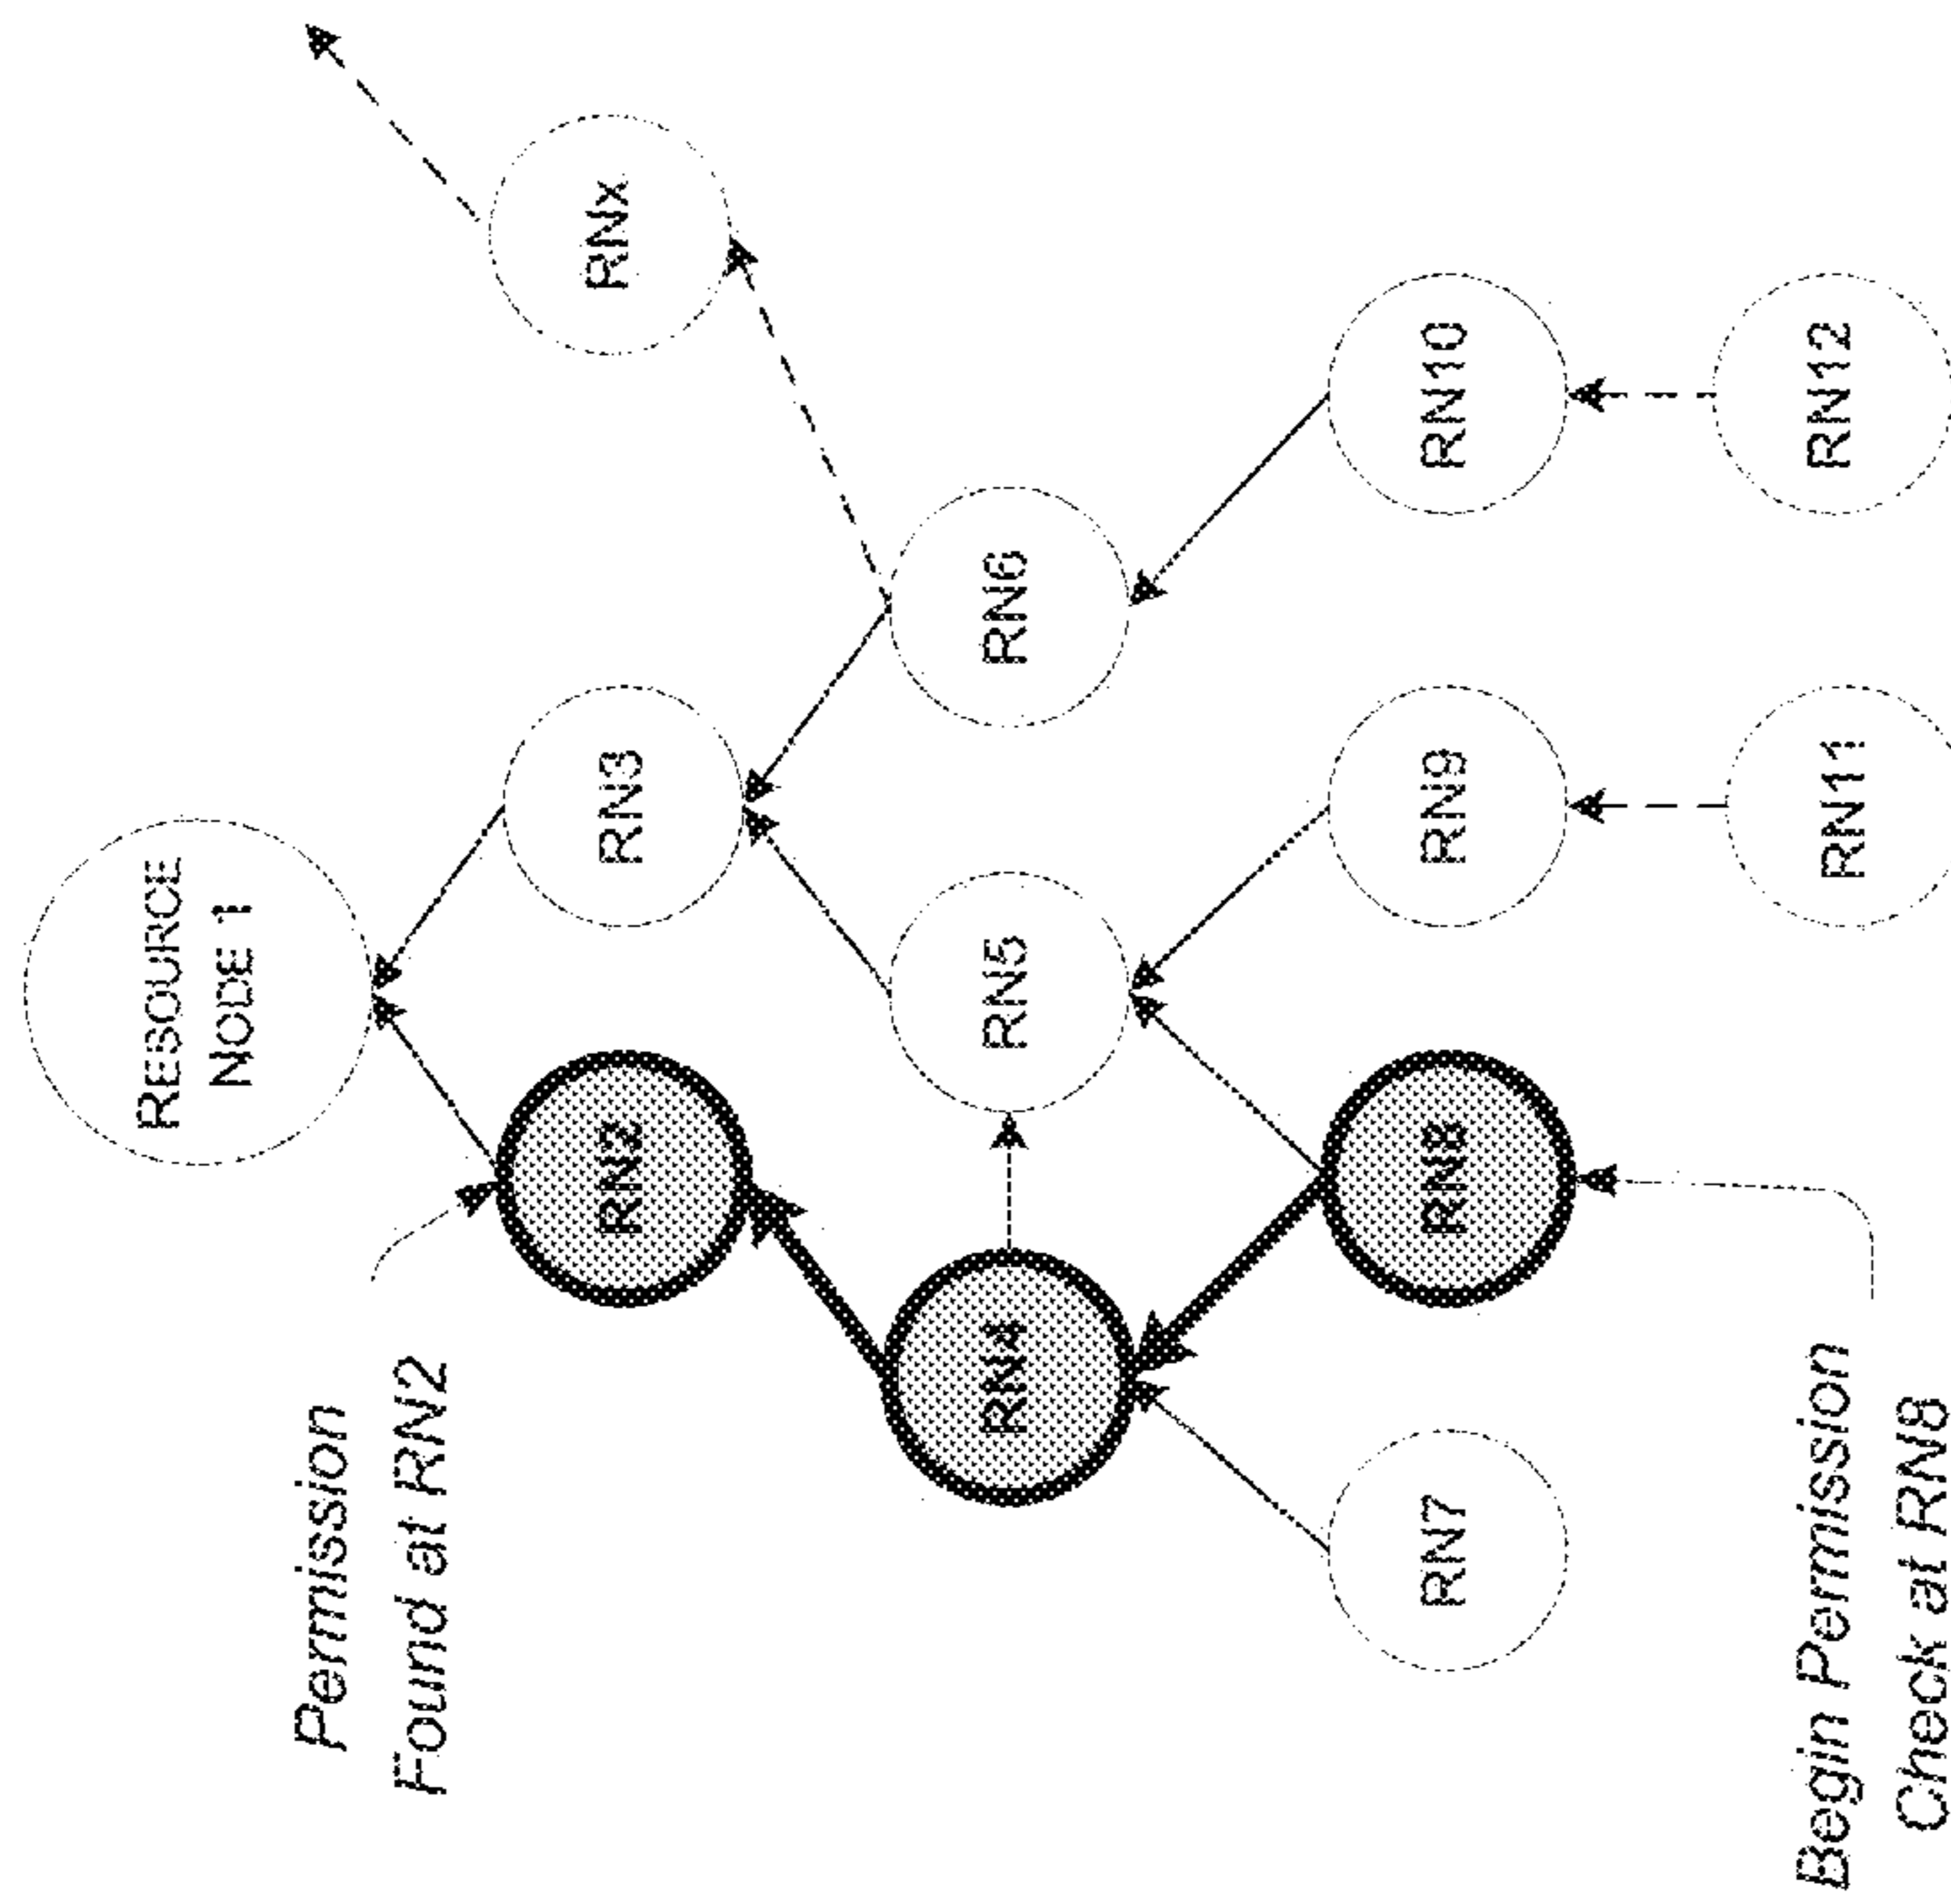 RESOURCE
NODE 1
Permission
Found at RN2
RN2
RN3
RNx
RN4
RN5
RN6
RN7
RN8
RN9
RN10
Begin Permission
Check at RN8
RN11
RN12